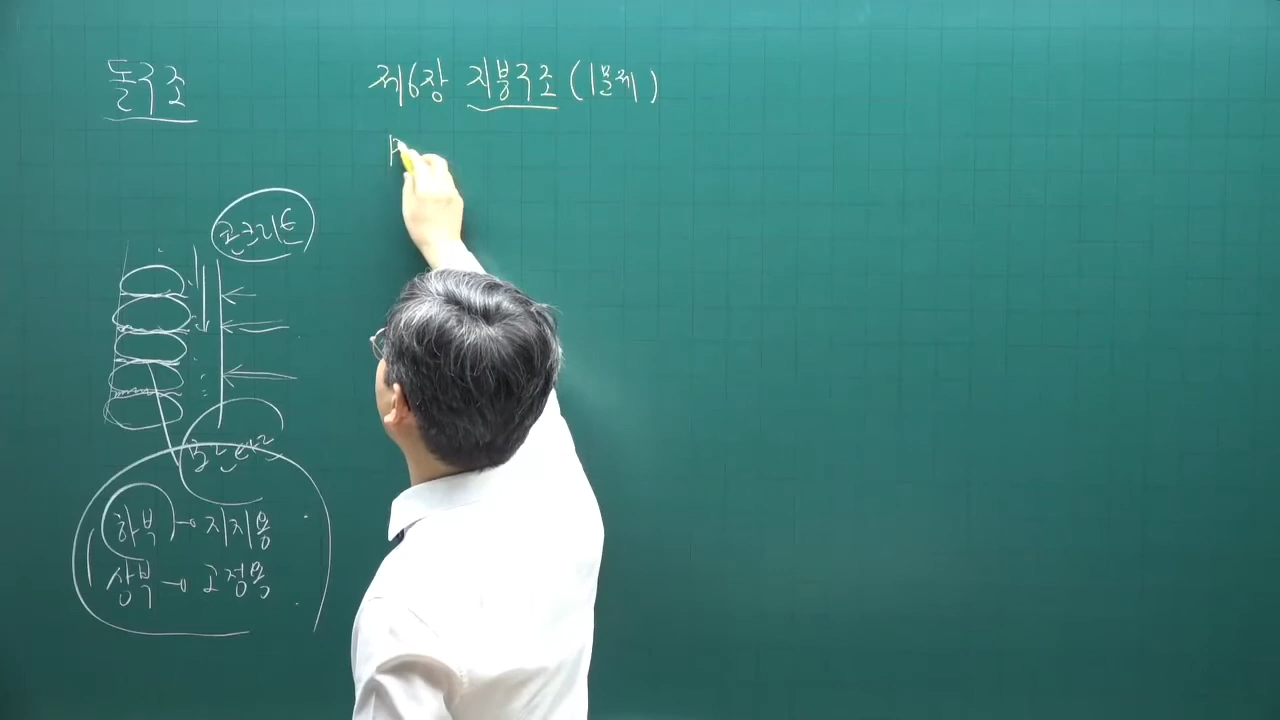 돌구조
제6장 지붕구조 (1문제)
콘크리트
하부 → 지지용
상부 → 고정용